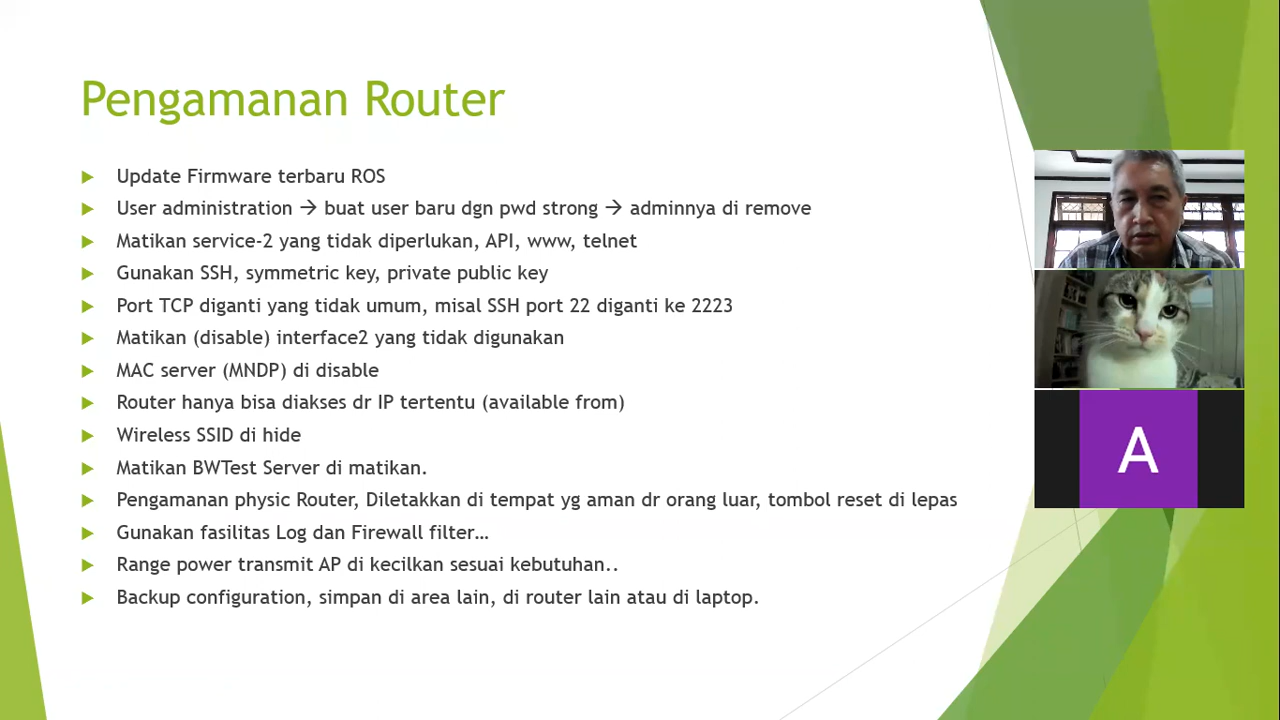 Pengamanan Router
Update Firmware terbaru ROS
User administration → buat user baru dgn pwd strong → adminnya di remove
Matikan service-2 yang tidak diperlukan, API, www, telnet
Gunakan SSH, symmetric key, private public key
Port TCP diganti yang tidak umum, misal SSH port 22 diganti ke 2223
Matikan (disable) interface2 yang tidak digunakan
MAC server (MNDP) di disable
Router hanya bisa diakses dr IP tertentu (available from)
Wireless SSID di hide
Matikan BWTest Server di matikan.
Pengamanan physic Router, Diletakkan di tempat yg aman dr orang luar, tombol reset di lepas
Gunakan fasilitas Log dan Firewall filter…
Range power transmit AP di kecilkan sesuai kebutuhan..
Backup configuration, simpan di area lain, di router lain atau di laptop.
A